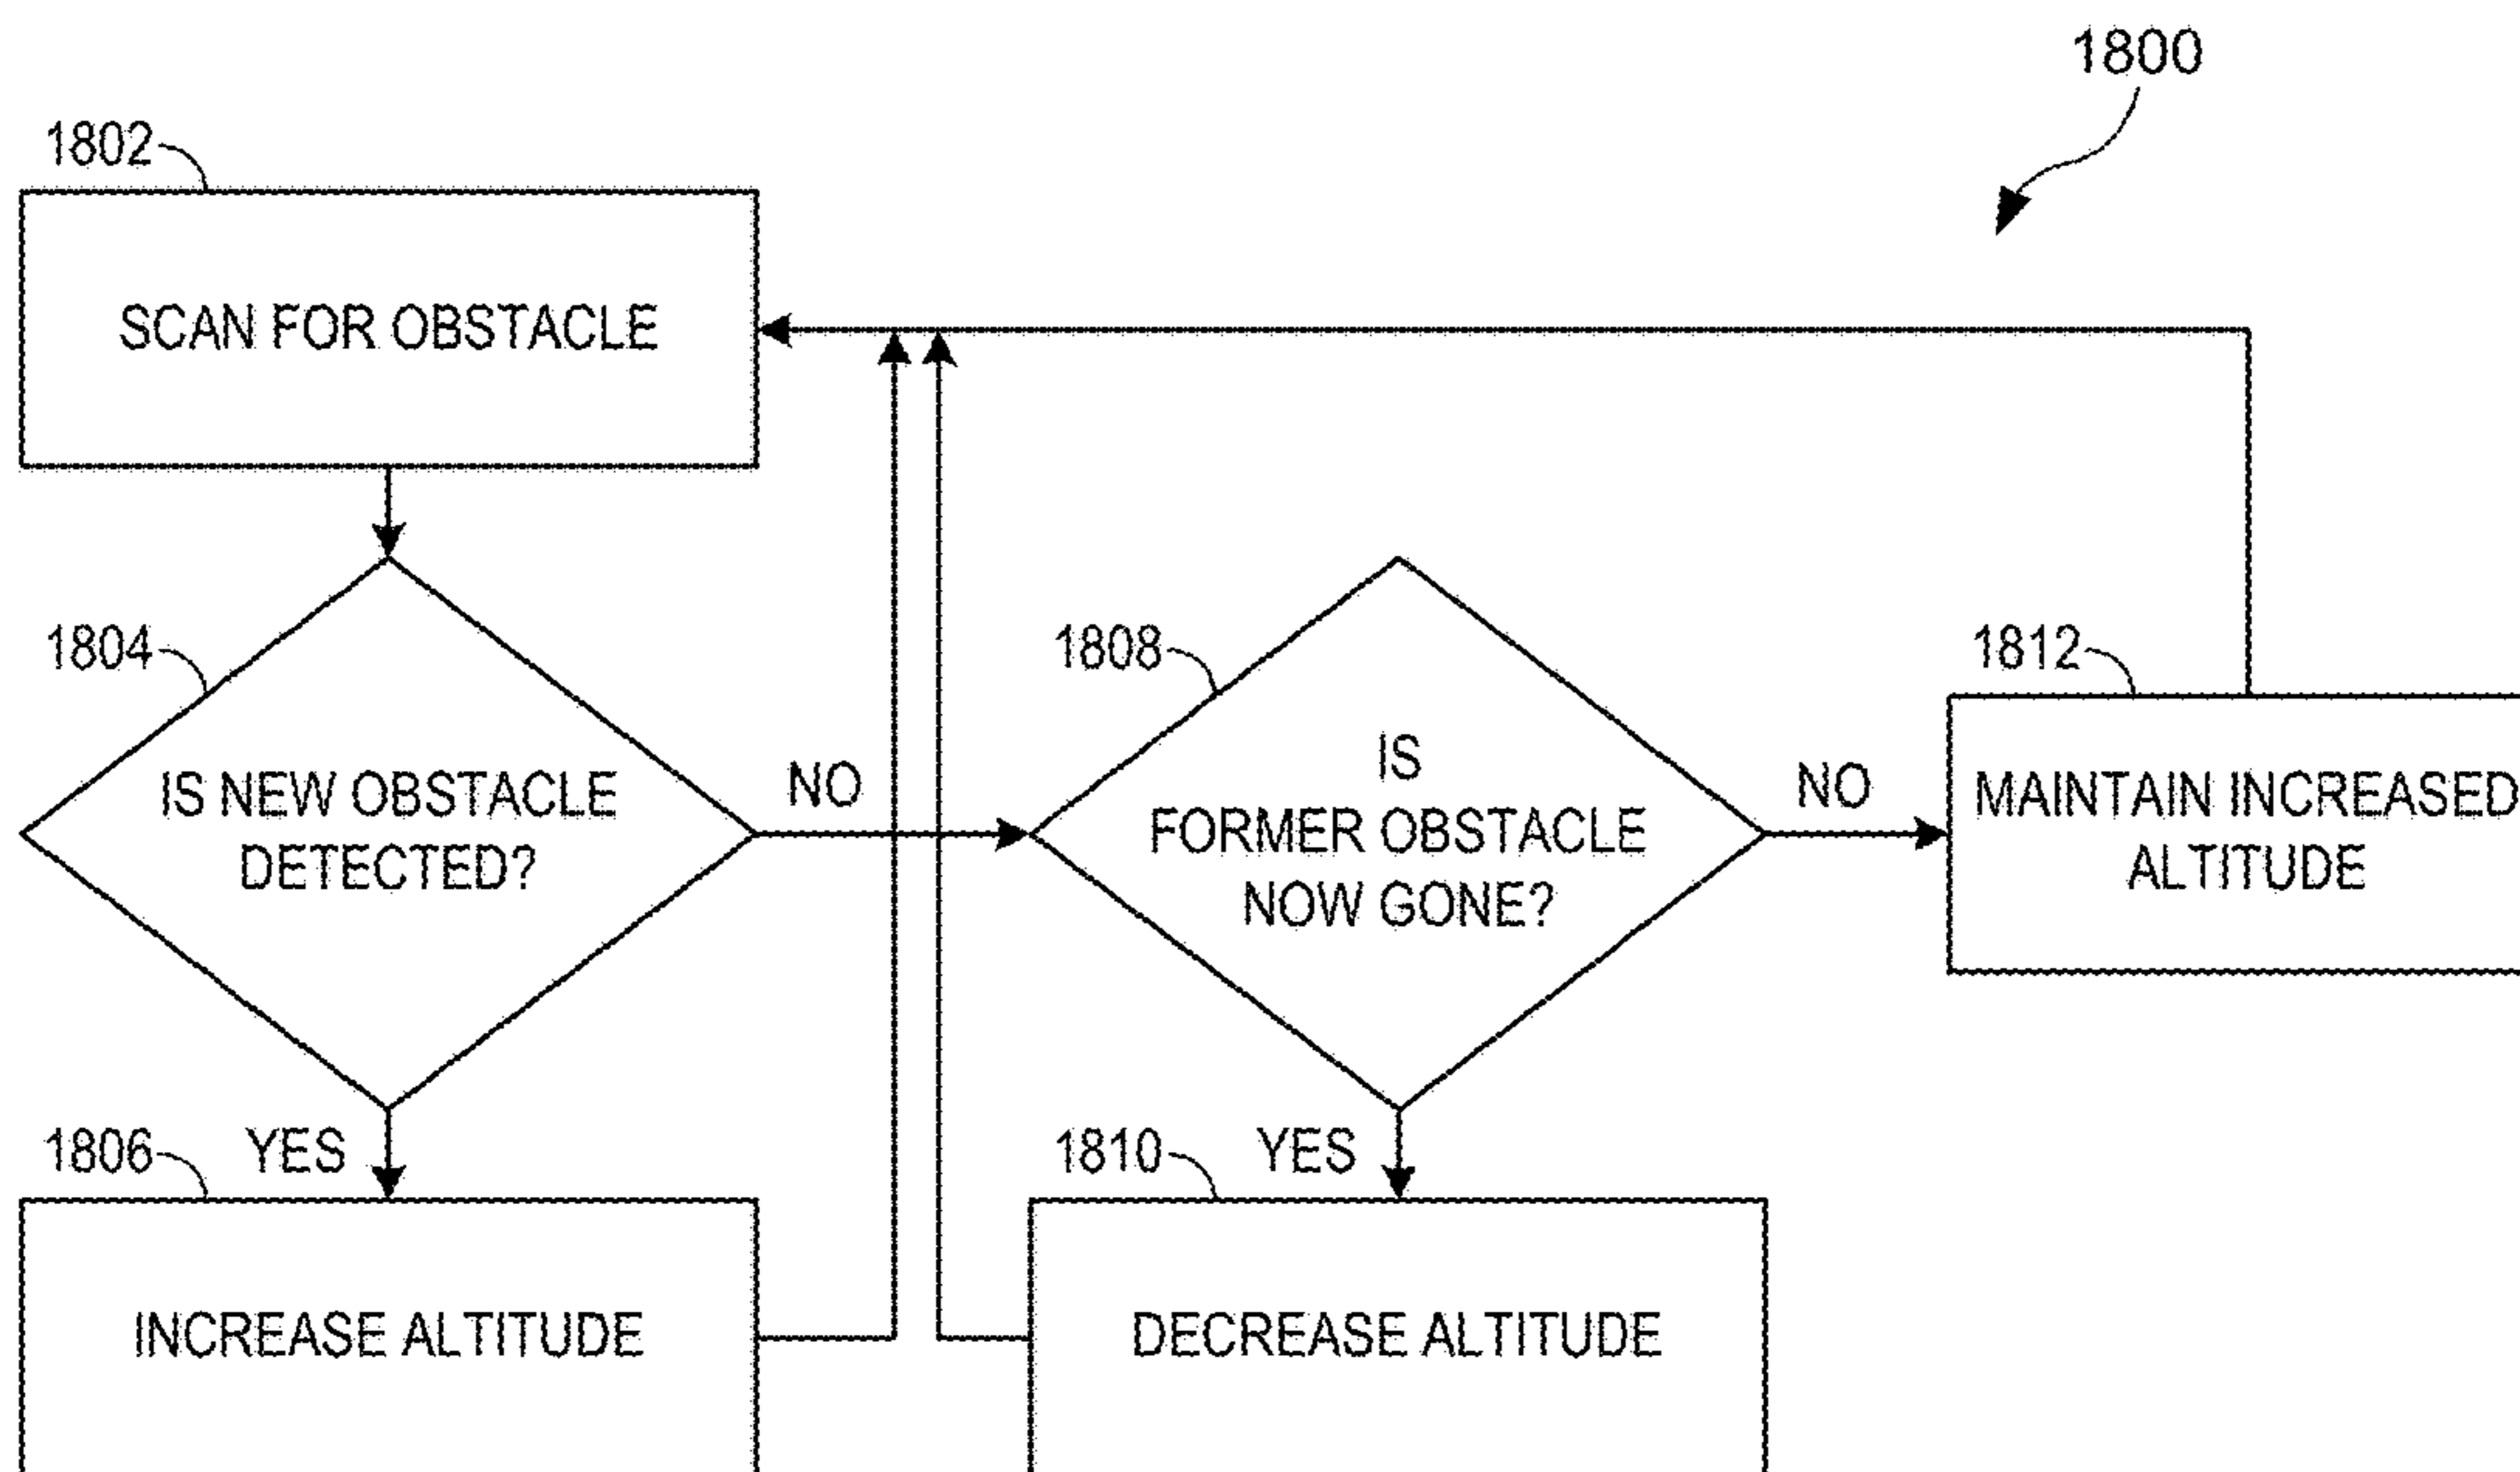 1800
1802
SCAN FOR OBSTACLE
1804
IS NEW OBSTACLE
DETECTED?
NO
1808
IS
FORMER OBSTACLE
NOW GONE?
NO
1812
MAINTAIN INCREASED
ALTITUDE
1806
YES
INCREASE ALTITUDE
1810
YES
DECREASE ALTITUDE